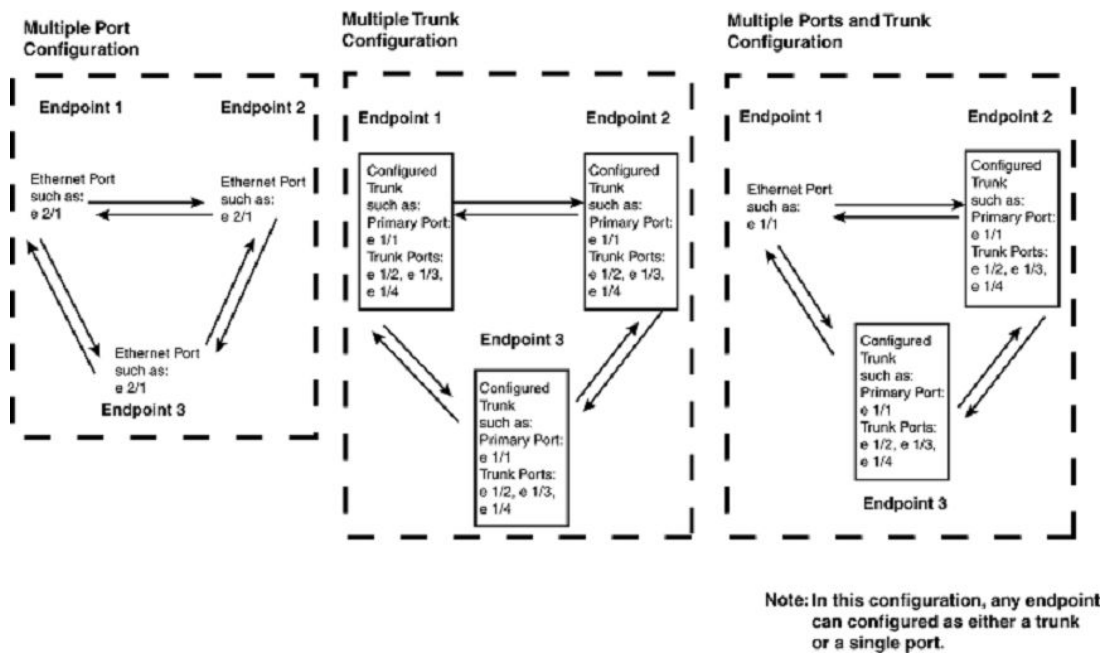 Multiple Port
Configuration
Endpoint 1
Endpoint 2
Ethernet Port
such as:
e 2/1
Ethernet Port
such as:
e 2/1
Ethernet Port
such as:
e 2/1
Endpoint 3
Multiple Trunk
Configuration
Endpoint 1
Endpoint 2
Configured
Trunk
such as:
Primary Port:
e 1/1
Trunk Ports:
e 1/2, e 1/3,
e 1/4
Configured
Trunk
such as:
Primary Port:
e 1/1
Trunk Ports:
e 1/2, e 1/3,
e 1/4
Endpoint 3
Configured
Trunk
such as:
Primary Port:
e 1/1
Trunk Ports:
e 1/2, e 1/3,
e 1/4
Multiple Ports and Trunk
Configuration
Endpoint 1
Endpoint 2
Ethernet Port
such as:
e 1/1
Configured
Trunk
such as:
Primary Port:
e 1/1
Trunk Ports:
e 1/2, e 1/3,
e 1/4
Configured
Trunk
such as:
Primary Port:
e 1/1
Trunk Ports:
e 1/2, e 1/3,
e 1/4
Endpoint 3
Note: In this configuration, any endpoint
can configured as either a trunk
or a single port.